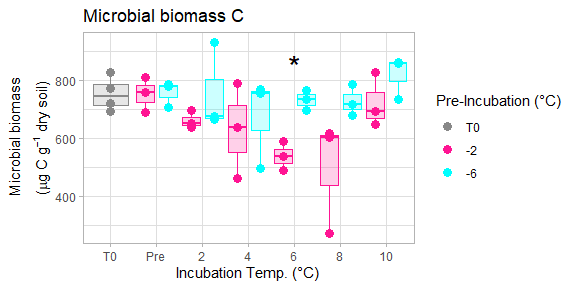 Microbial biomass C
Microbial biomass
(µg C g⁻¹ dry soil)
800
600
400
*
T0 Pre 2 4 6 8 10
Incubation Temp. (°C)
Pre-Incubation (°C)
T0
-2
-6